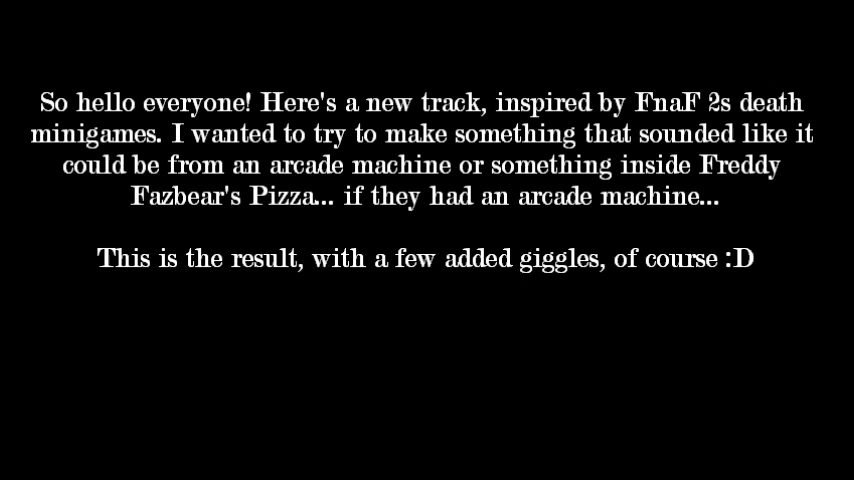 So hello everyone! Here's a new track, inspired by FnaF 2s death
minigames. I wanted to try to make something that sounded like it
could be from an arcade machine or something inside Freddy
Fazbear's Pizza... if they had an arcade machine...
This is the result, with a few added giggles, of course :D